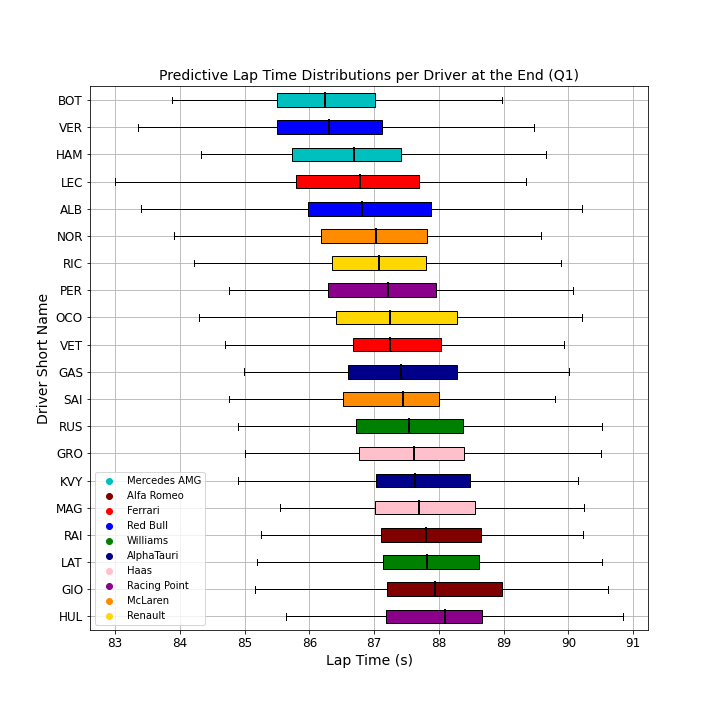 Predictive Lap Time Distributions per Driver at the End (Q1)
Driver Short Name
BOT
VER
HAM
LEC
ALB
NOR
RIC
PER
OCO
VET
GAS
SAI
RUS
GRO
KVY
MAG
RAI
LAT
GIO
HUL
Mercedes AMG
Alfa Romeo
Ferrari
Red Bull
Williams
AlphaTauri
Haas
Racing Point
McLaren
Renault
83 84 85 86 87 88 89 90 91
Lap Time (s)